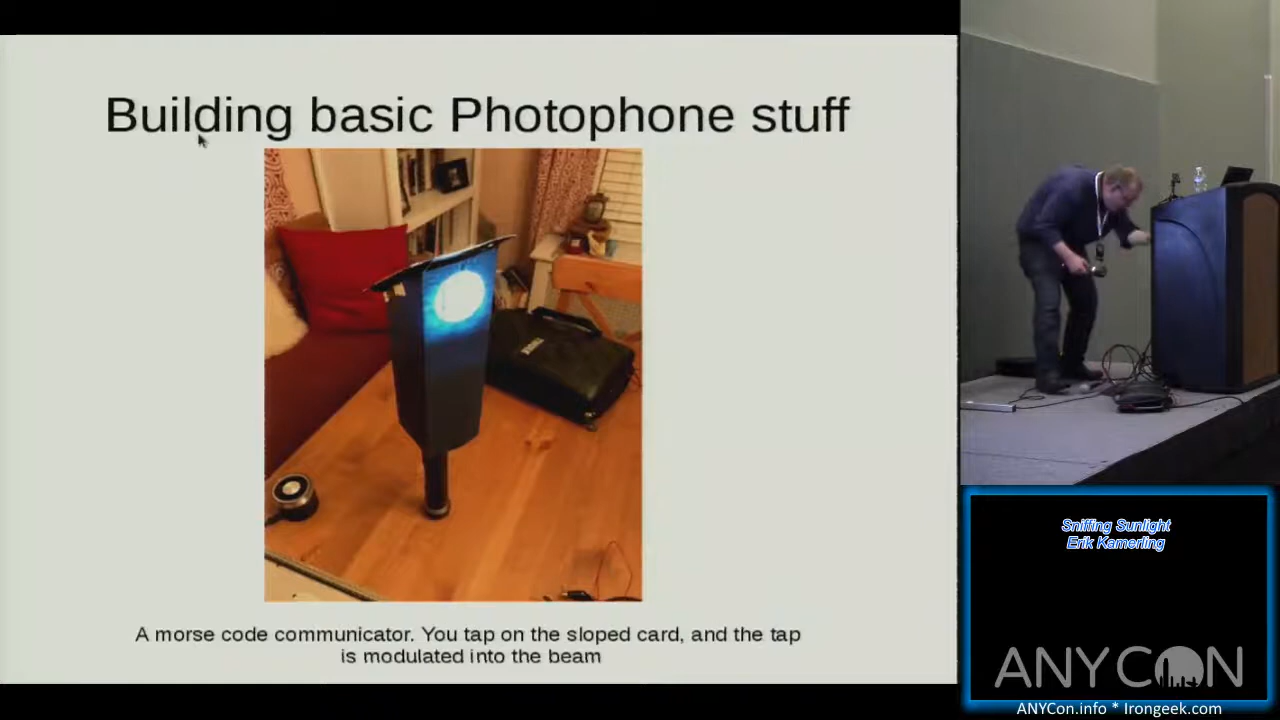 Building basic Photophone stuff
A morse code communicator. You tap on the sloped card, and the tap
is modulated into the beam
Sniffing Sunlight
Erik Kamerling
ANYCON
ANYCon.info * Irongeek.com